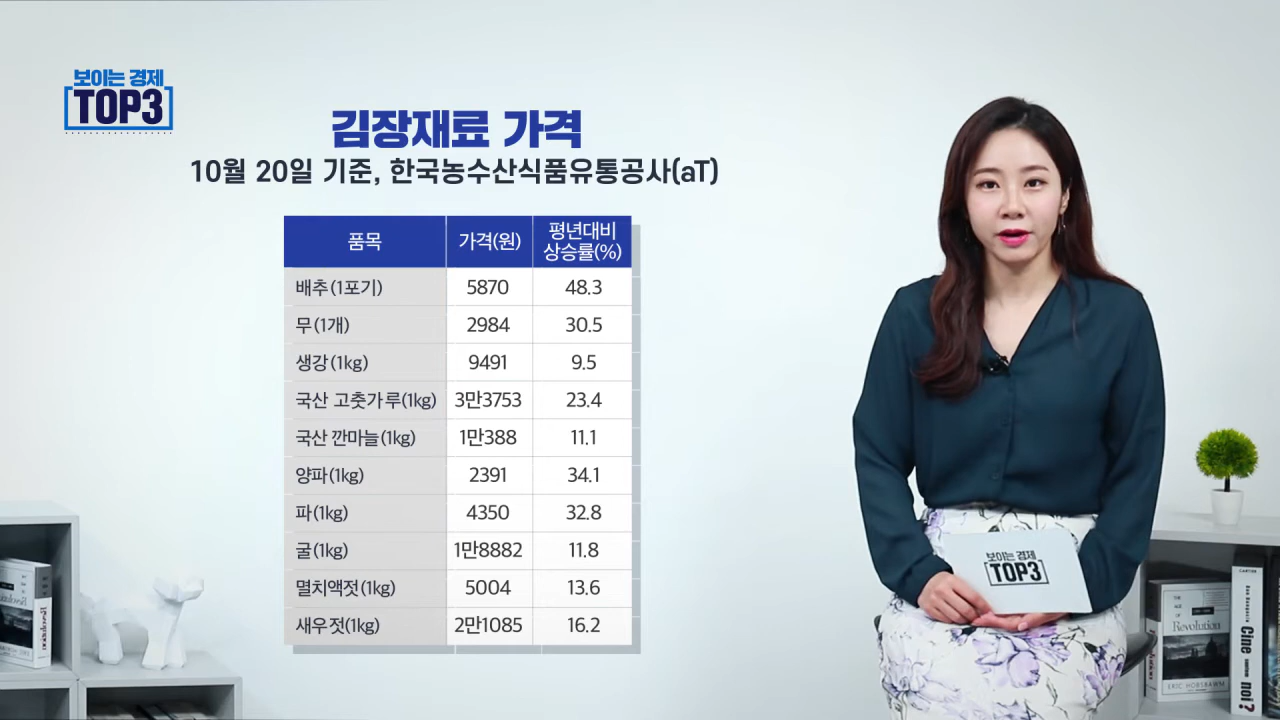 보이는 경제
TOP3
김장재료 가격
10월 20일 기준, 한국농수산식품유통공사(aT)
품목 가격(원) 평년대비 상승률(%)
배추(1포기) 5870 48.3
무(1개) 2984 30.5
생강(1kg) 9491 9.5
국산 고춧가루(1kg) 3만3753 23.4
국산 깐마늘(1kg) 1만388 11.1
양파(1kg) 2391 34.1
파(1kg) 4350 32.8
굴(1kg) 1만8882 11.8
멸치액젓(1kg) 5004 13.6
새우젓(1kg) 2만1085 16.2
보이는 경제
TOP3
Revolution
ERIC HOBSBAWM
CARTER
Cine
noi?